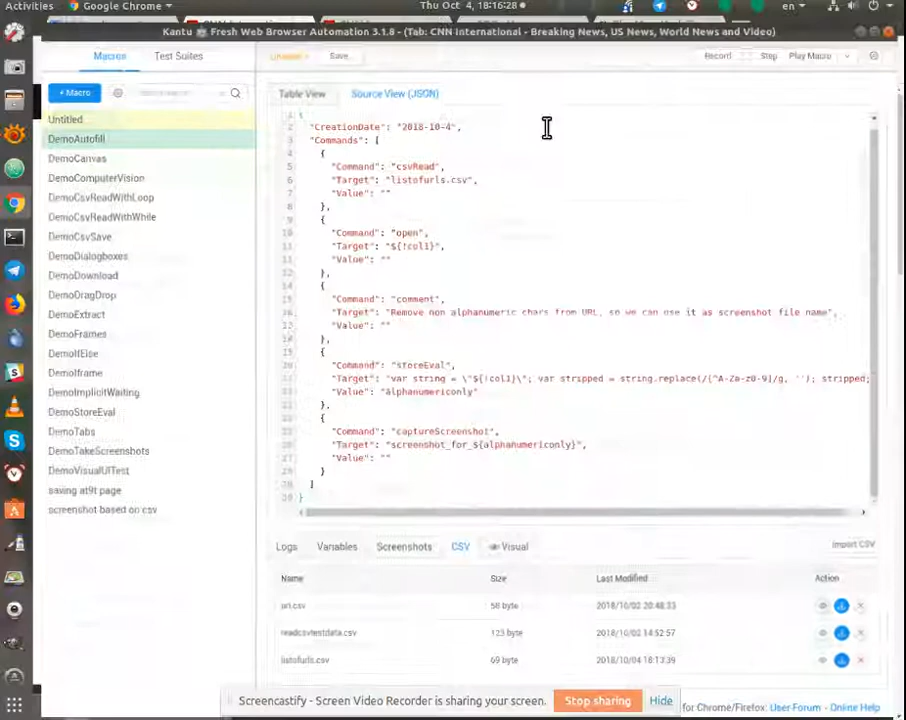 Activities Google Chrome Thu Oct 4, 18:16:28 en
Kantu Fresh Web Browser Automation 3.1.8 - (Tab: CNN International - Breaking News, US News, World News and Video)
Macros Test Suites Save Record Step Play Macro
+ Macro
Table View Source View (JSON)
Untitled
DemoAutofill
DemoCanvas
DemoComputerVision
DemoCsvReadWithLoop
DemoCsvReadWithWhile
DemoCsvSave
DemoDialogboxes
DemoDownload
DemoDragDrop
DemoExtract
DemoFrames
DemoIfElse
DemoIframe
DemoImplicitWaiting
DemoStoreEval
DemoTabs
DemoTakeScreenshots
DemoVisualUITest
saving at9t page
screenshot based on csv
{
"CreationDate": "2018-10-4",
"Commands": [
{
"Command": "csvRead",
"Target": "listofurls.csv",
"Value": ""
},
{
"Command": "open",
"Target": "${!col1}",
"Value": ""
},
{
"Command": "comment",
"Target": "Remove non alphanumeric chars from URL, so we can use it as screenshot file name",
"Value": ""
},
{
"Command": "storeEval",
"Target": "var string = \"${!col1}\"; var stripped = string.replace(/[^A-Za-z0-9]/g, ''); stripped;
"Value": "alphanumericonly"
},
{
"Command": "captureScreenshot",
"Target": "screenshot_for_${alphanumericonly}",
"Value": ""
}
]
}
Logs Variables Screenshots CSV Visual Import CSV
Name Size Last Modified Action
url.csv 58 byte 2018/10/02 20:48:33
readcsvtestdata.csv 123 byte 2018/10/02 14:52:57
listofurls.csv 69 byte 2018/10/04 18:13:39
Screencastify - Screen Video Recorder is sharing your screen. Stop sharing Hide
for Chrome/Firefox: User Forum - Online Help